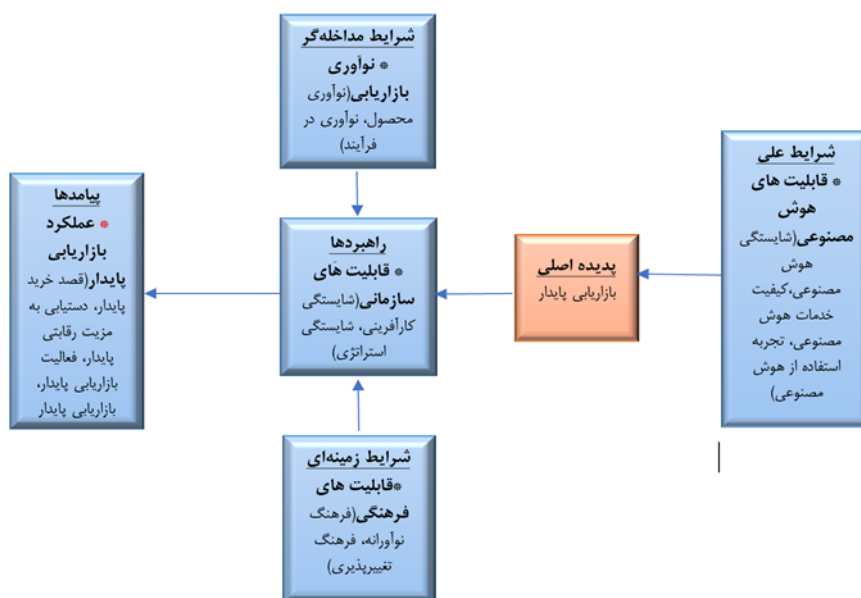 شرایط مداخله‌گر
* نوآوری
بازاریابی(نوآوری
محصول، نوآوری در
فرآیند)
شرایط علی
* قابلیت های
هوش
مصنوعی(شایستگی
هوش
مصنوعی،کیفیت
خدمات هوش
مصنوعی، تجربه
استفاده از هوش
مصنوعی)
پدیده اصلی
بازاریابی پایدار
راهبردها
* قابلیت های
سازمانی(شایستگی
کارآفرینی، شایستگی
استراتژی)
پیامدها
* عملکرد
بازاریابی
پایدار(قصد خرید
پایدار، دستیابی به
مزیت رقابتی
پایدار، فعالیت
بازاریابی پایدار،
بازاریابی پایدار
شرایط زمینه‌ای
*قابلیت های
فرهنگی(فرهنگ
نوآورانه، فرهنگ
تغییرپذیری)